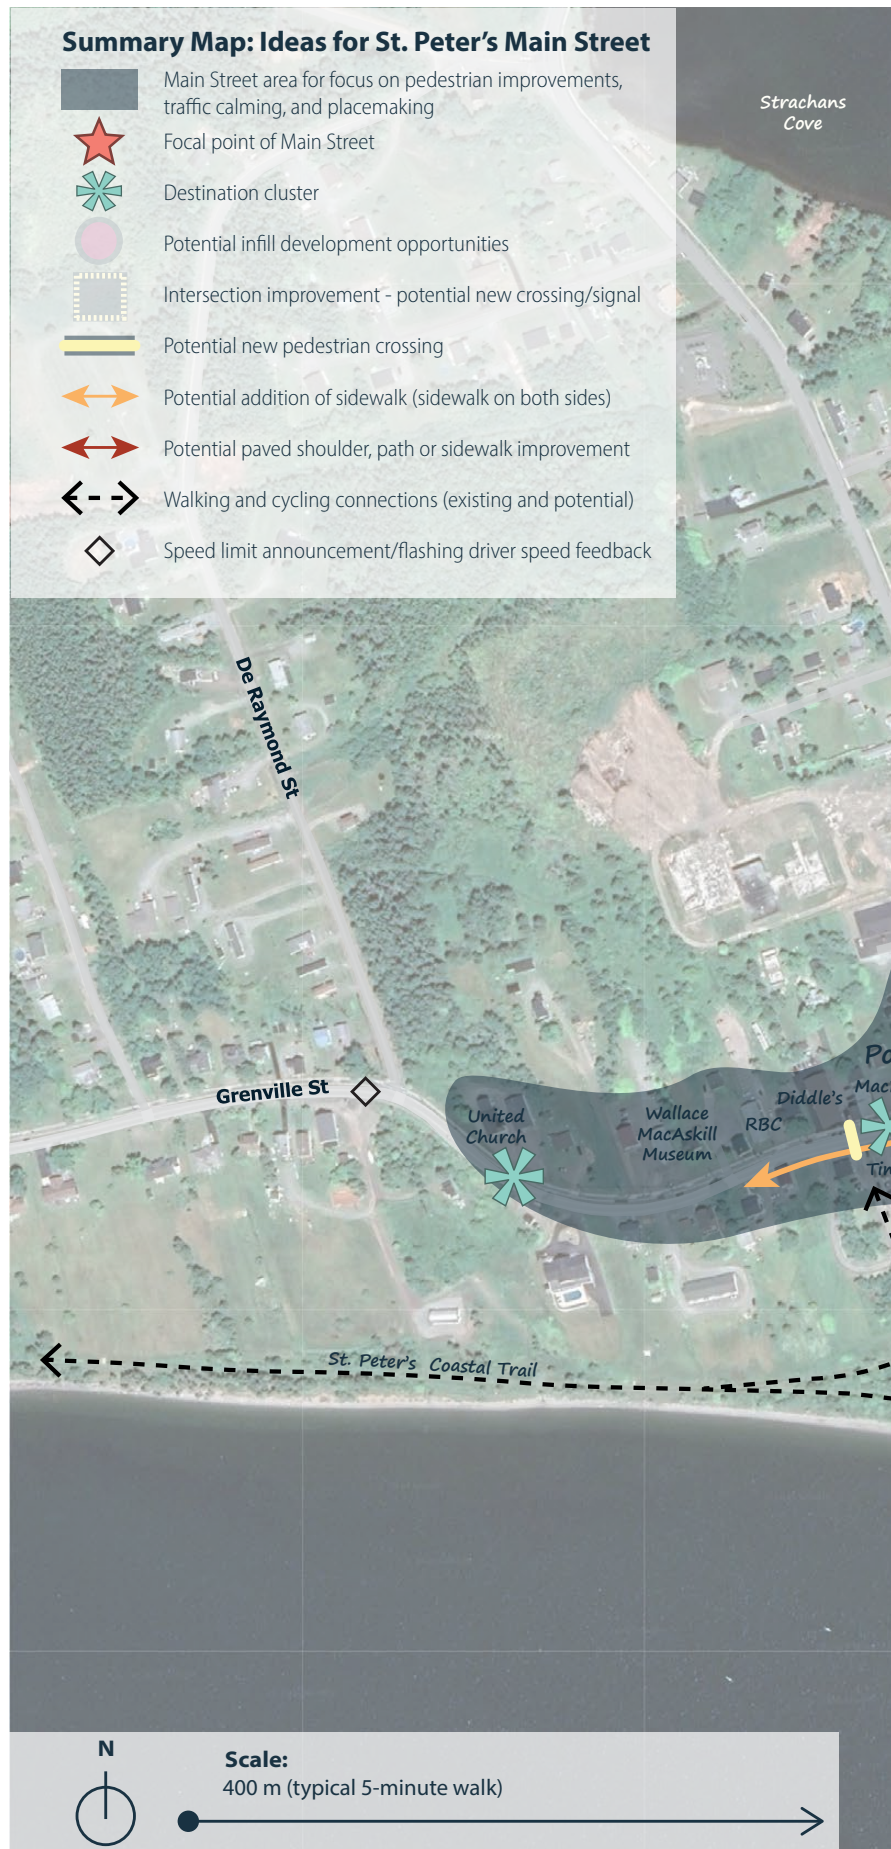 Summary Map: Ideas for St. Peter's Main Street
Main Street area for focus on pedestrian improvements,
traffic calming, and placemaking
Focal point of Main Street
Destination cluster
Potential infill development opportunities
Intersection improvement - potential new crossing/signal
Potential new pedestrian crossing
Potential addition of sidewalk (sidewalk on both sides)
Potential paved shoulder, path or sidewalk improvement
Walking and cycling connections (existing and potential)
Speed limit announcement/flashing driver speed feedback
Strachans
Cove
De Raymond St
Grenville St
United
Church
Wallace
MacAskill
Museum
RBC
Diddle's
Po
Mac
Tim
St. Peter's Coastal Trail
N
Scale:
400 m (typical 5-minute walk)